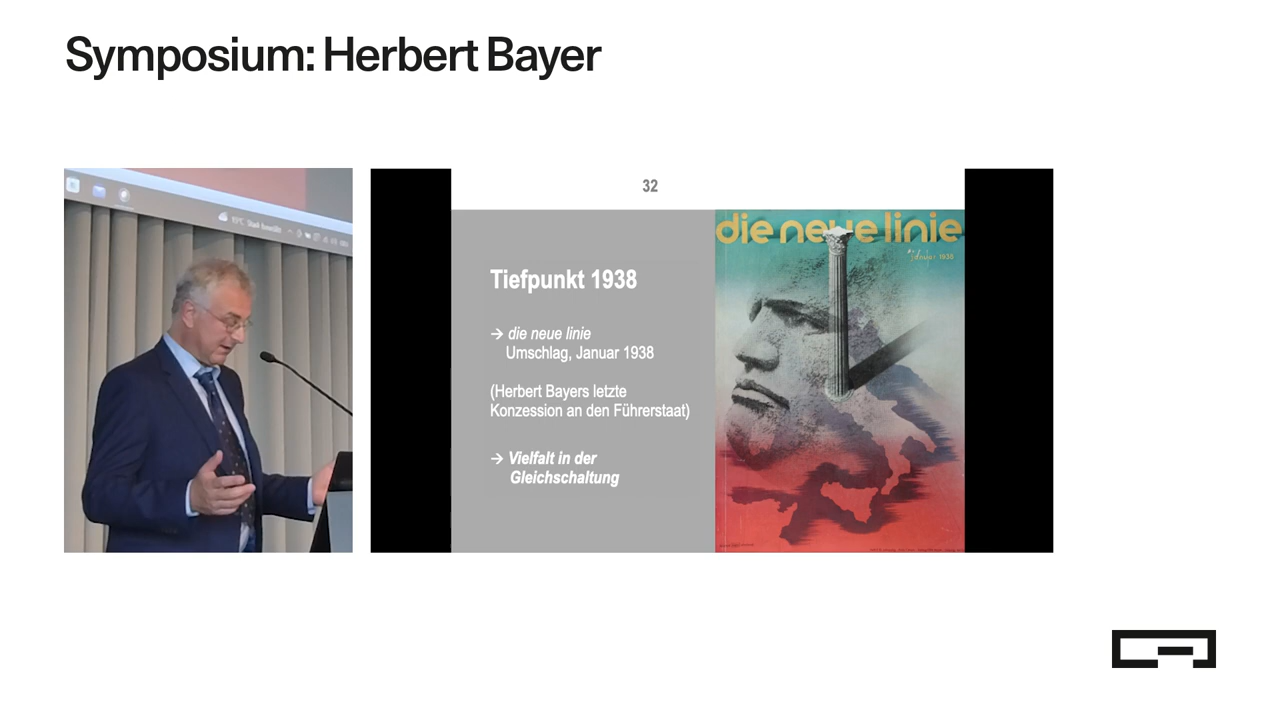 Symposium: Herbert Bayer
32
Tiefpunkt 1938
→ die neue linie
Umschlag, Januar 1938
(Herbert Bayers letzte
Konzession an den Führerstaat)
→ Vielfalt in der
Gleichschaltung
die neue linie
januar 1938